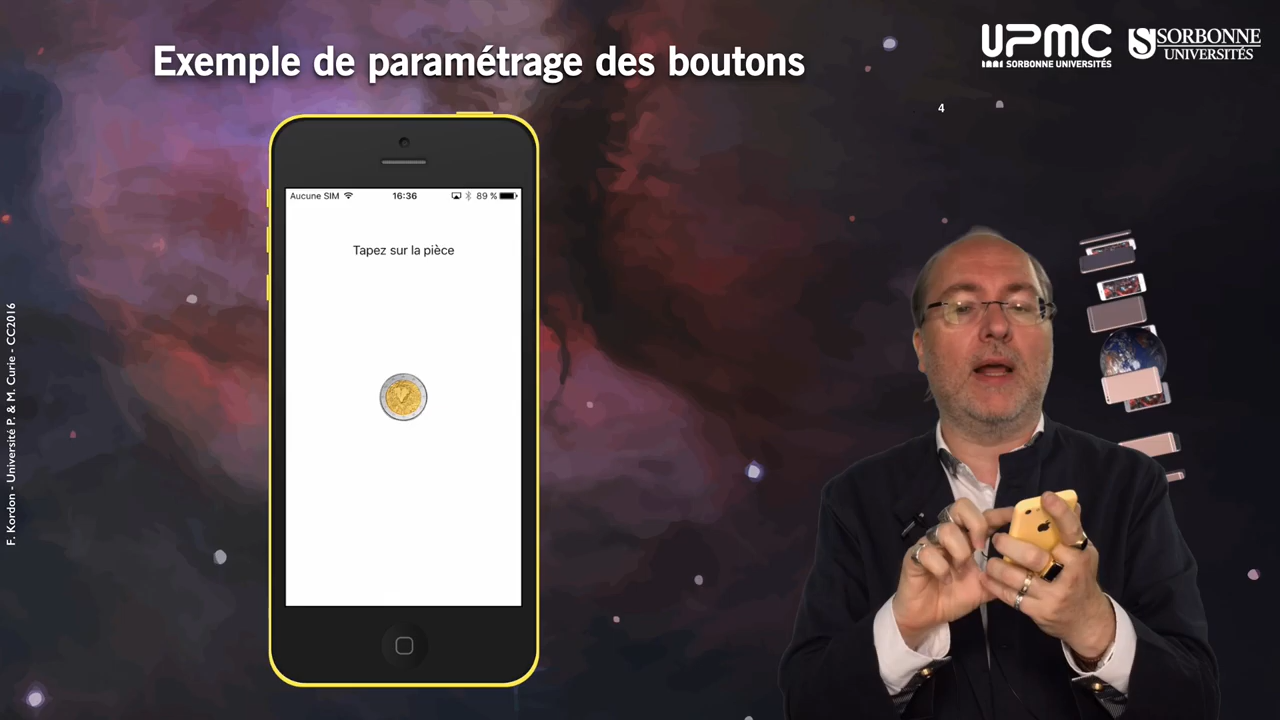 Exemple de paramétrage des boutons
UPMC
SORBONNE UNIVERSITÉS
SORBONNE
UNIVERSITÉS
4
Aucune SIM
16:36
89 %
Tapez sur la pièce
F. Kordon - Université P. & M. Curie - CC2016